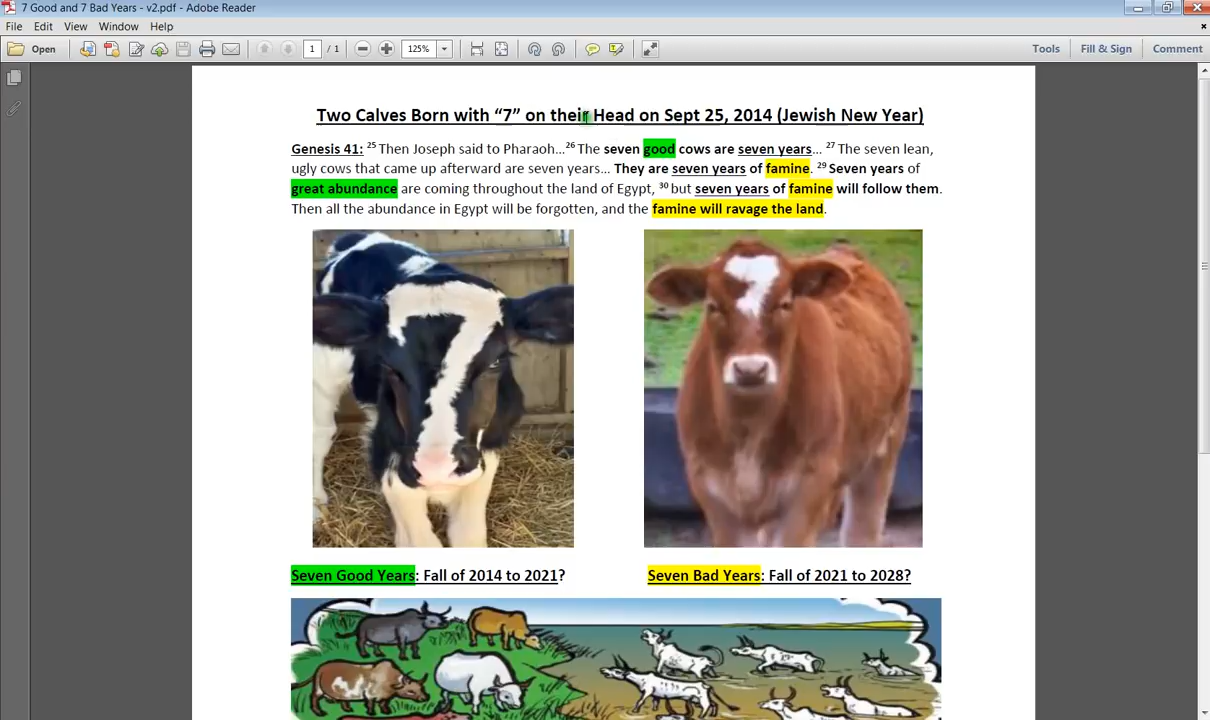 7 Good and 7 Bad Years - v2.pdf - Adobe Reader
File Edit View Window Help
Open 1 / 1 125% Tools Fill & Sign Comment
Two Calves Born with “7” on their Head on Sept 25, 2014 (Jewish New Year)
Genesis 41: 25 Then Joseph said to Pharaoh…26 The seven good cows are seven years… 27 The seven lean,
ugly cows that came up afterward are seven years… They are seven years of famine. 29 Seven years of
great abundance are coming throughout the land of Egypt, 30 but seven years of famine will follow them.
Then all the abundance in Egypt will be forgotten, and the famine will ravage the land.
Seven Good Years: Fall of 2014 to 2021? Seven Bad Years: Fall of 2021 to 2028?